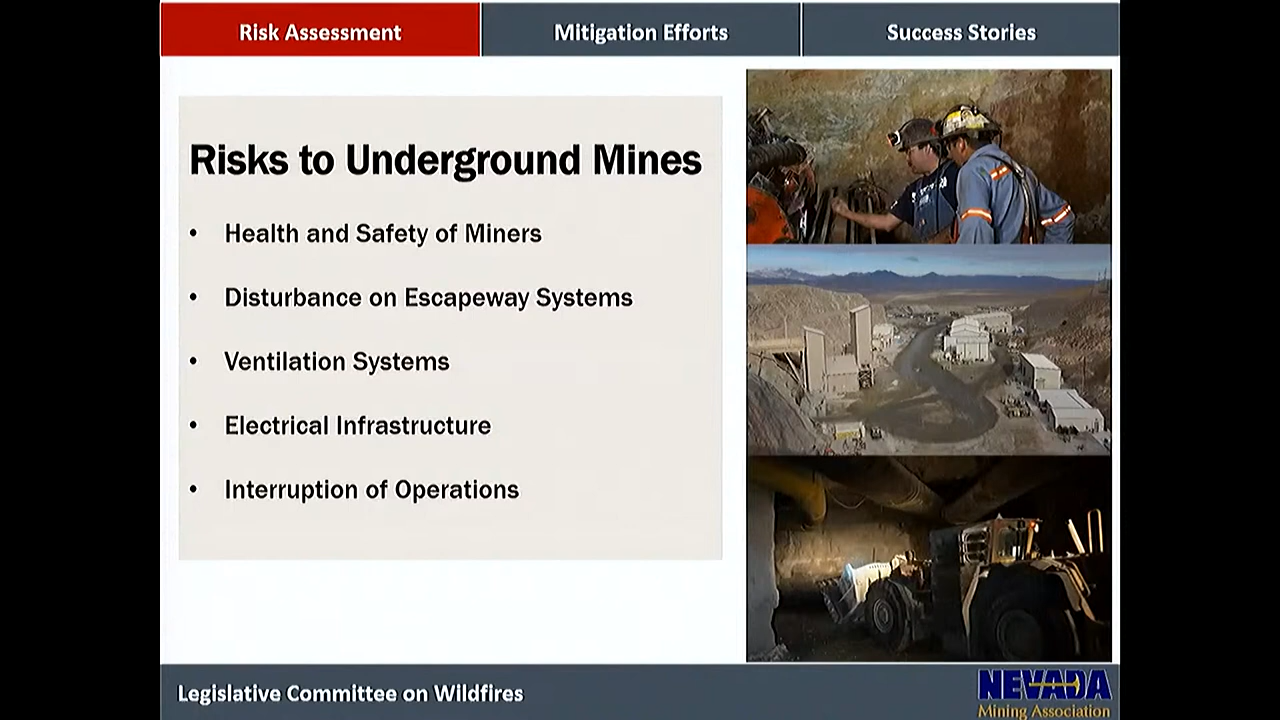 Risk Assessment
Mitigation Efforts
Success Stories
Risks to Underground Mines
• Health and Safety of Miners
• Disturbance on Escapeway Systems
• Ventilation Systems
• Electrical Infrastructure
• Interruption of Operations
Legislative Committee on Wildfires
NEVADA
Mining Association